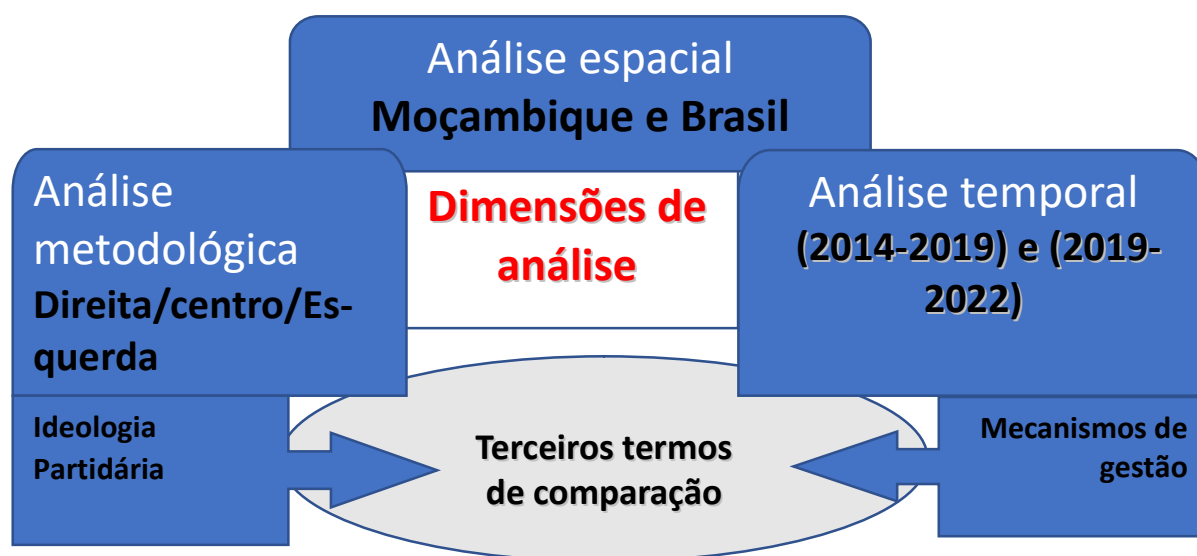 Análise espacial
Moçambique e Brasil
Análise
metodológica
Direita/centro/Es-
querda
Dimensões de
análise
Análise temporal
(2014-2019) e (2019-
2022)
Ideologia
Partidária
Terceiros termos
de comparação
Mecanismos de
gestão